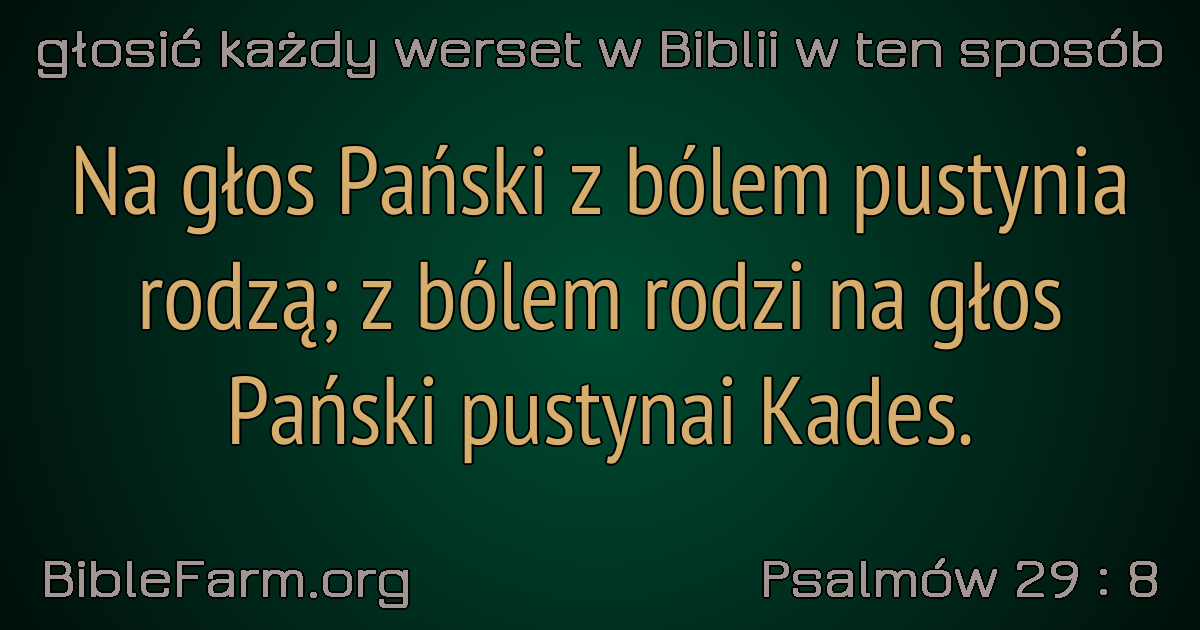 głosić każdy werset w Biblii w ten sposób
Na głos Pański z bólem pustynia
rodzą; z bólem rodzi na głos
Pański pustynai Kades.
BibleFarm.org
Psalmów 29 : 8